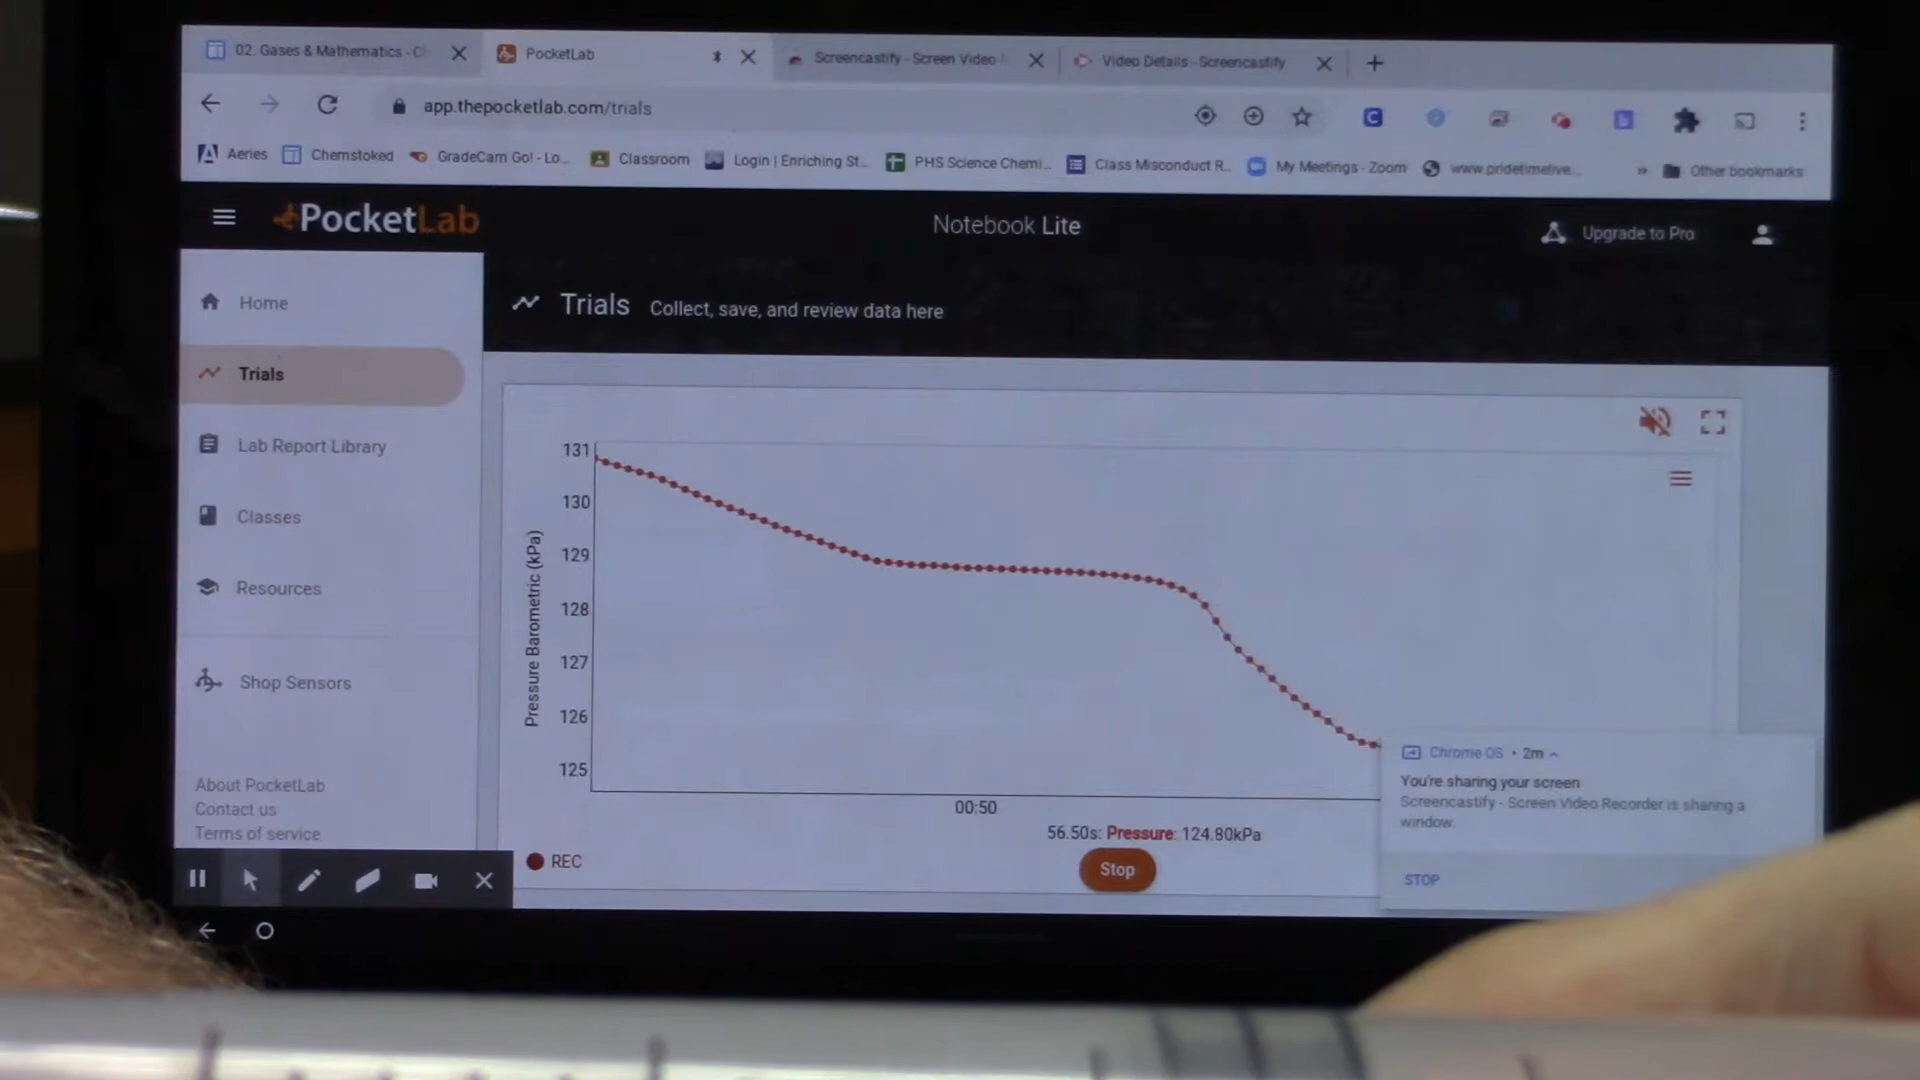 02. Gases & Mathematics - C
PocketLab
Screencastify - Screen Video
Video Details - Screencastify
app.thepocketlab.com/trials
Aeries
Chemstoked
GradeCam Go! - Lo...
Classroom
Login | Enriching St...
PHS Science Chemi...
Class Misconduct R...
My Meetings - Zoom
www.pridetimelive...
» Other bookmarks
PocketLab
Notebook Lite
Upgrade to Pro
Home
Trials
Lab Report Library
Classes
Resources
Shop Sensors
About PocketLab
Contact us
Terms of service
Trials Collect, save, and review data here
Pressure Barometric (kPa)
131
130
129
128
127
126
125
00:50
56.50s: Pressure: 124.80kPa
REC
Stop
Chrome OS • 2m
You're sharing your screen
Screencastify - Screen Video Recorder is sharing a
window.
STOP